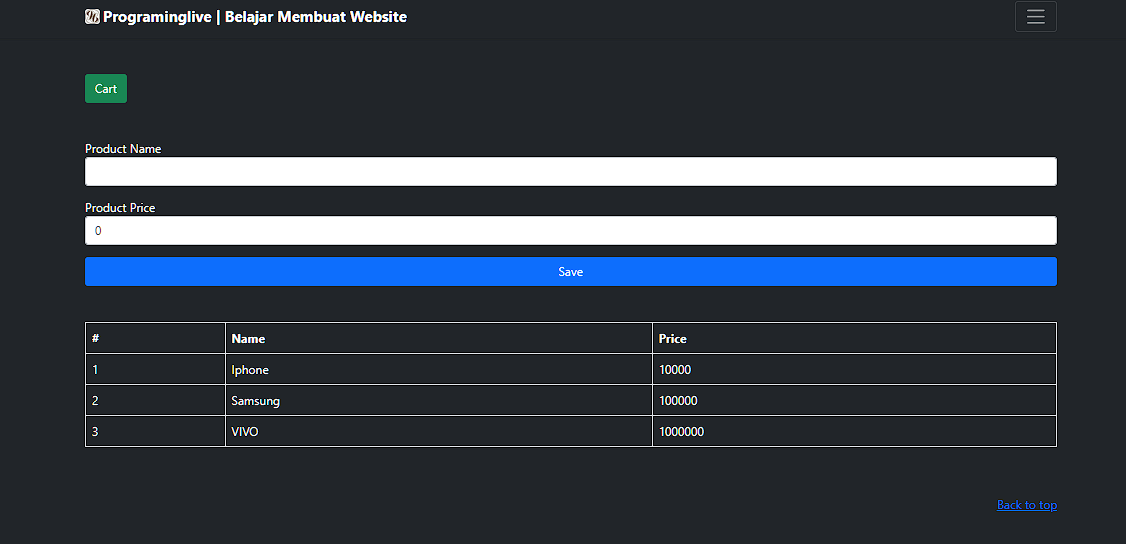 Programinglive | Belajar Membuat Website
Cart
Product Name
Product Price
0
Save
# Name Price
1 Iphone 10000
2 Samsung 100000
3 VIVO 1000000
Back to top